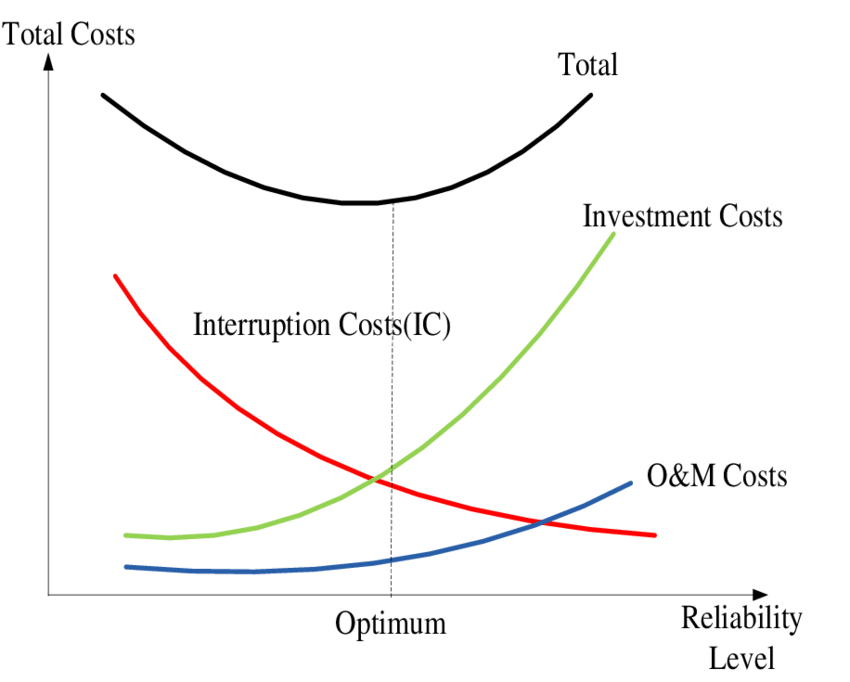 Total Costs
Total
Investment Costs
Interruption Costs(IC)
O&M Costs
Optimum
Reliability
Level